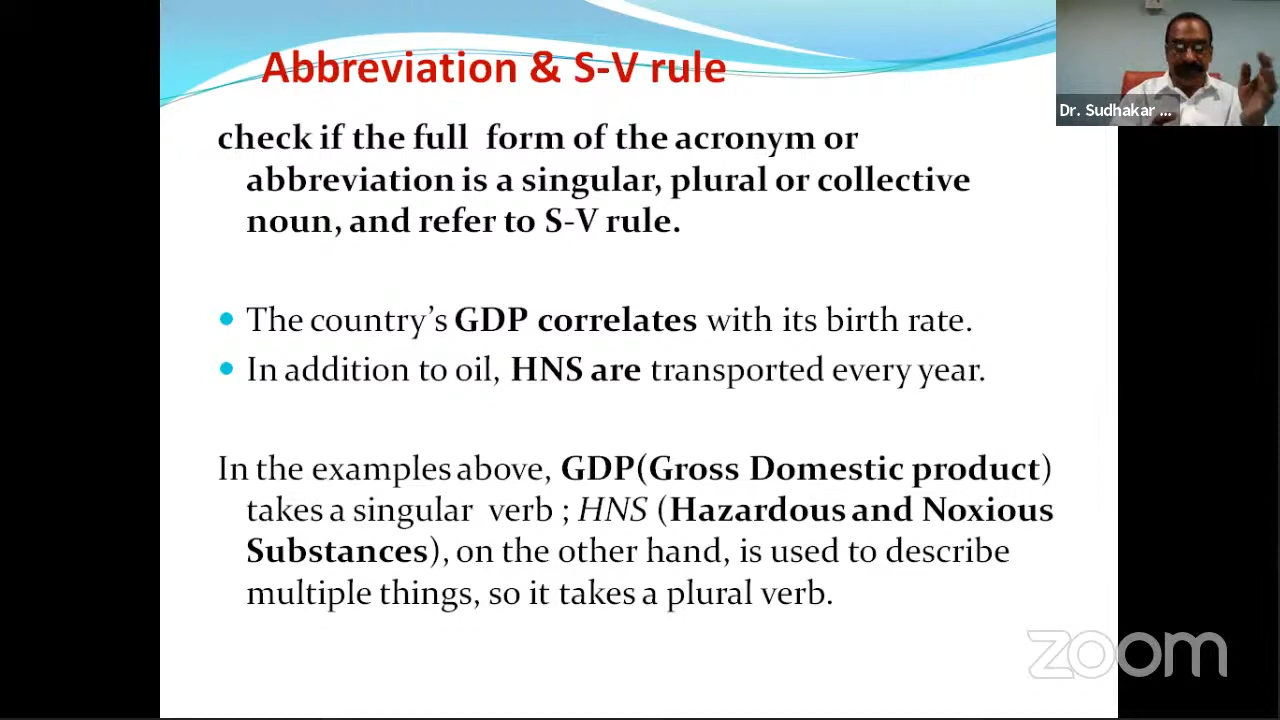 Abbreviation & S-V rule
Dr. Sudhakar ...
check if the full form of the acronym or
abbreviation is a singular, plural or collective
noun, and refer to S-V rule.
• The country's GDP correlates with its birth rate.
• In addition to oil, HNS are transported every year.
In the examples above, GDP(Gross Domestic product)
takes a singular verb ; HNS (Hazardous and Noxious
Substances), on the other hand, is used to describe
multiple things, so it takes a plural verb.
zoom